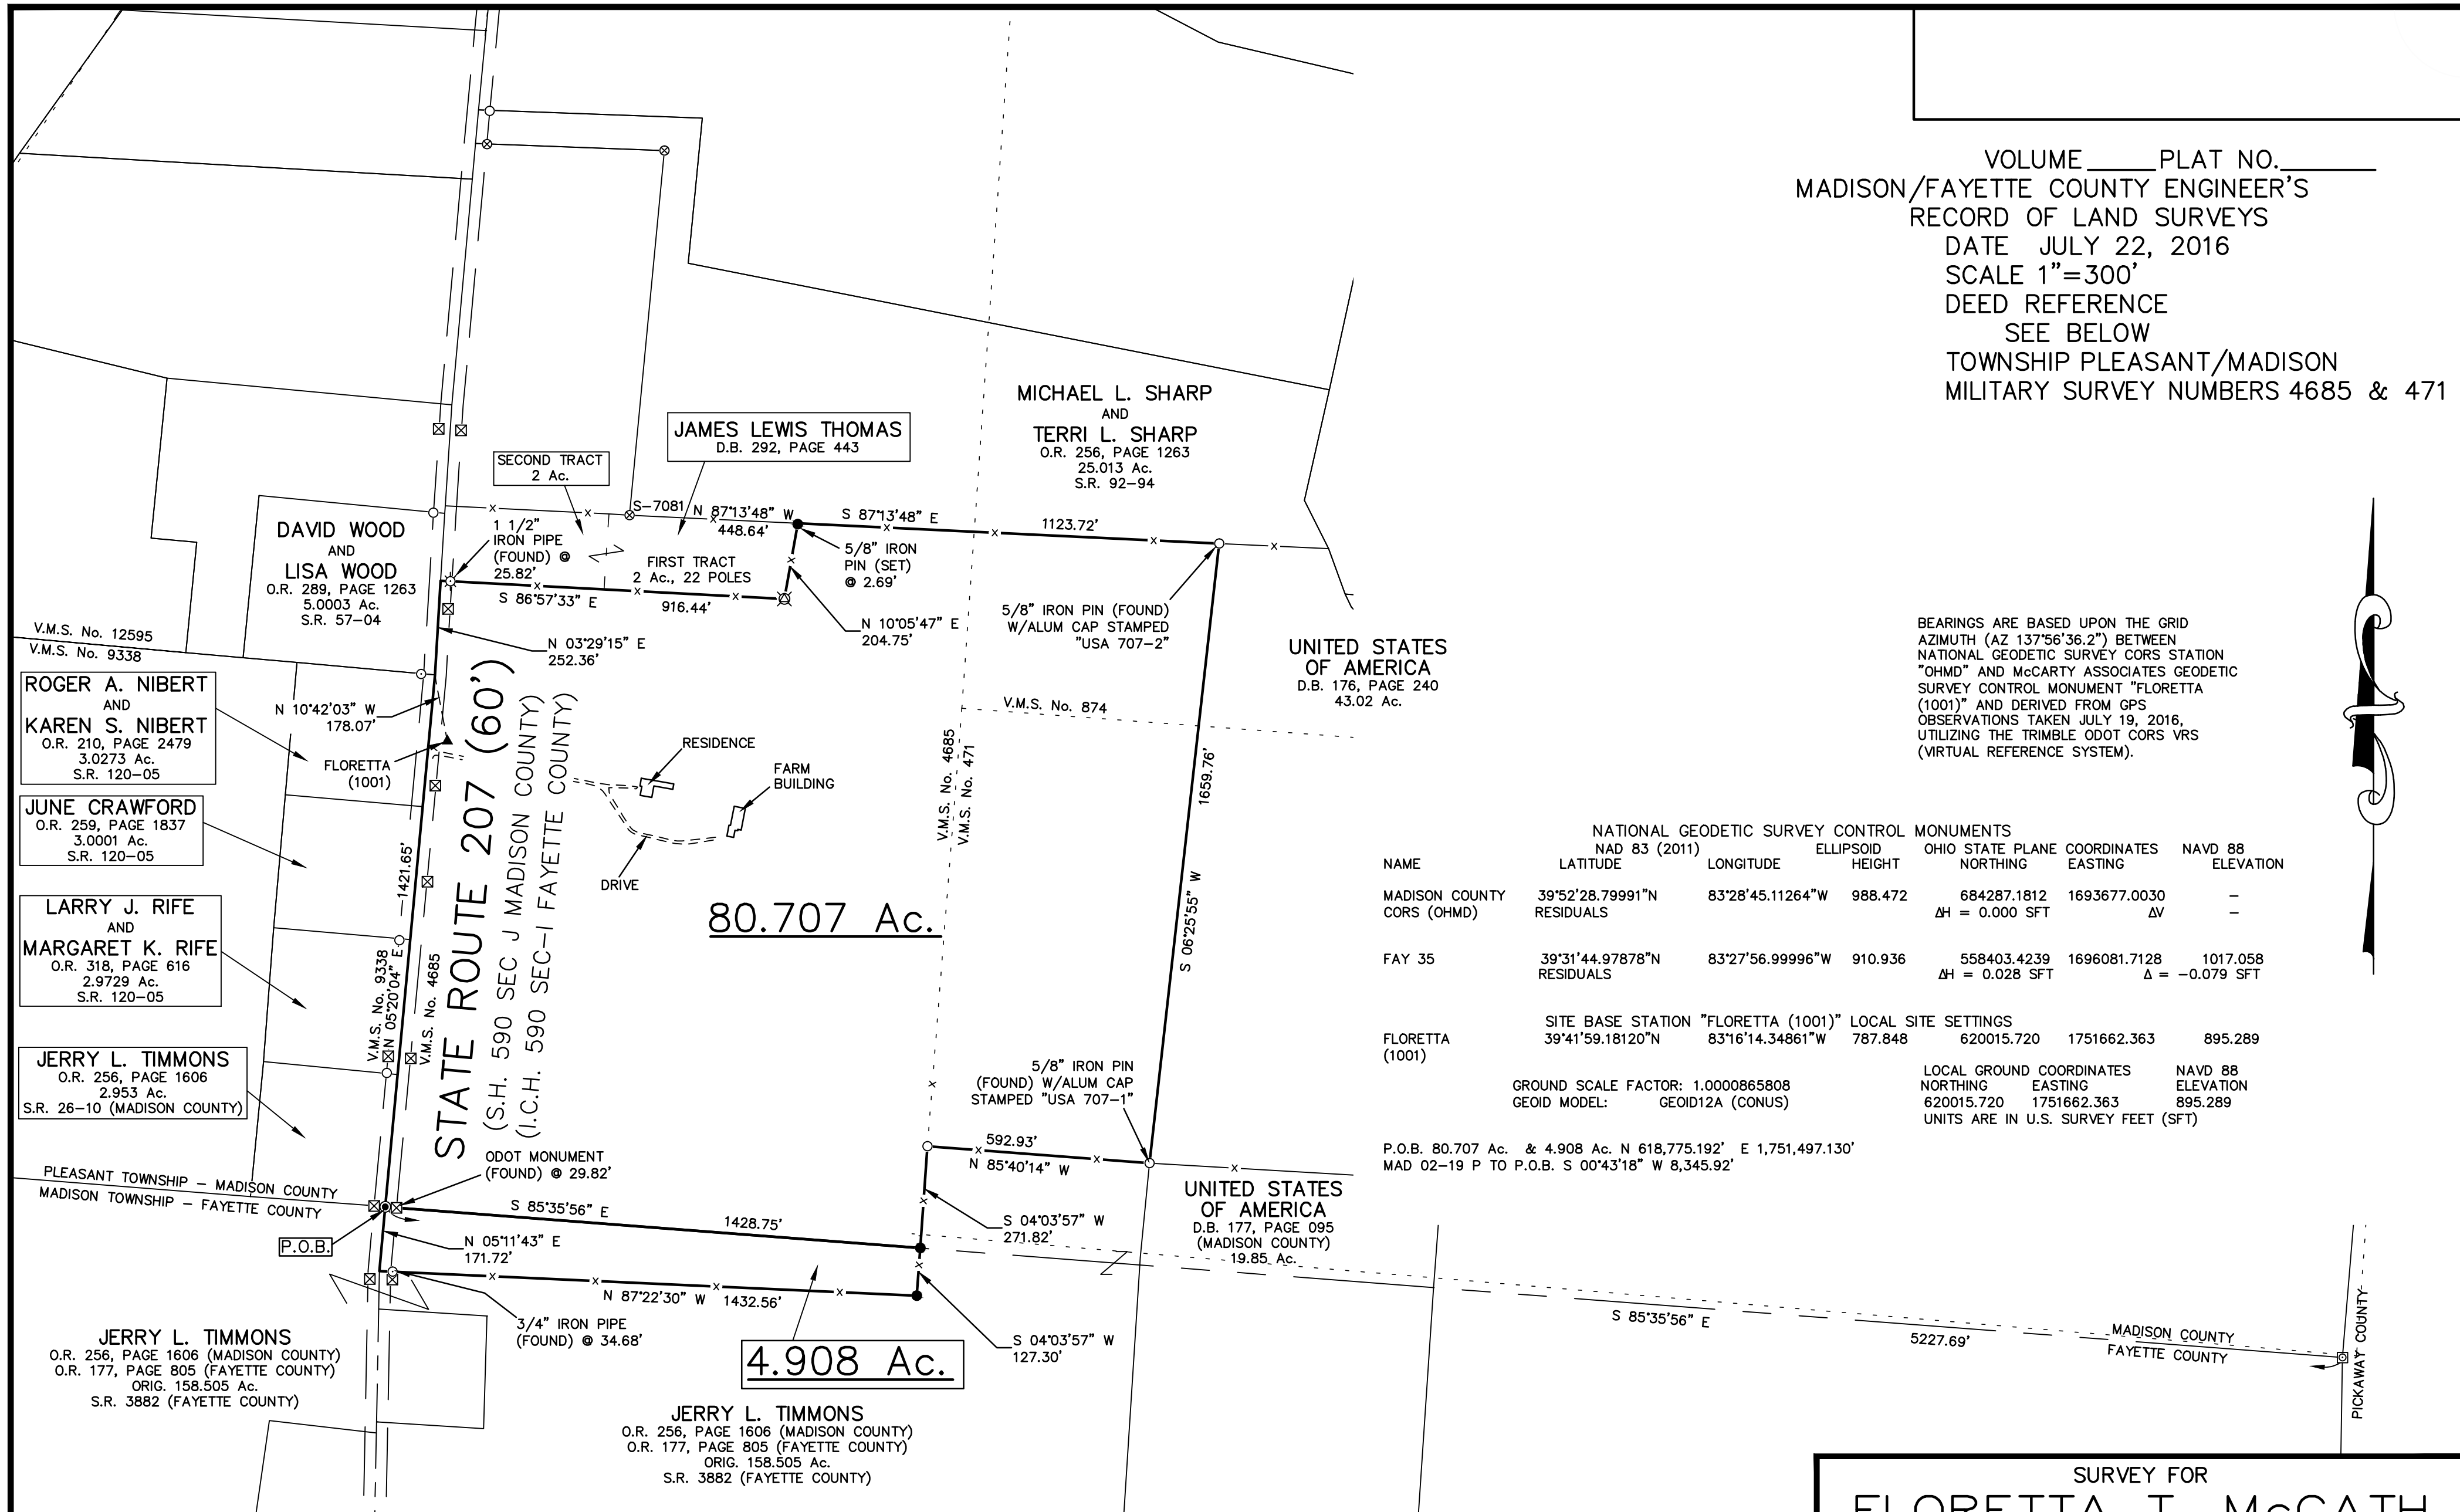 VOLUME_____PLAT NO._______
MADISON/FAYETTE COUNTY ENGINEER'S
RECORD OF LAND SURVEYS
DATE JULY 22, 2016
SCALE 1"=300'
DEED REFERENCE
SEE BELOW
TOWNSHIP PLEASANT/MADISON
MILITARY SURVEY NUMBERS 4685 & 471
MICHAEL L. SHARP
AND
TERRI L. SHARP
O.R. 256, PAGE 1263
25.013 Ac.
S.R. 92-94
JAMES LEWIS THOMAS
D.B. 292, PAGE 443
SECOND TRACT
2 Ac.
S-7081
N 87°13'48" W
448.64'
S 87°13'48" E
1123.72'
DAVID WOOD
AND
LISA WOOD
O.R. 289, PAGE 1263
5.0003 Ac.
S.R. 57-04
1 1/2"
IRON PIPE
(FOUND) @
25.82'
FIRST TRACT
2 Ac., 22 POLES
5/8" IRON
PIN (SET)
@ 2.69'
S 86°57'33" E
916.44'
N 10°05'47" E
204.75'
5/8" IRON PIN (FOUND)
W/ALUM CAP STAMPED
"USA 707-2"
V.M.S. No. 12595
V.M.S. No. 9338
N 03°29'15" E
252.36'
UNITED STATES
OF AMERICA
D.B. 176, PAGE 240
43.02 Ac.
BEARINGS ARE BASED UPON THE GRID
AZIMUTH (AZ 137°56'36.2") BETWEEN
NATIONAL GEODETIC SURVEY CORS STATION
"OHMD" AND McCARTY ASSOCIATES GEODETIC
SURVEY CONTROL MONUMENT "FLORETTA
(1001)" AND DERIVED FROM GPS
OBSERVATIONS TAKEN JULY 19, 2016,
UTILIZING THE TRIMBLE ODOT CORS VRS
(VIRTUAL REFERENCE SYSTEM).
ROGER A. NIBERT
AND
KAREN S. NIBERT
O.R. 210, PAGE 2479
3.0273 Ac.
S.R. 120-05
N 10°42'03" W
178.07'
FLORETTA
(1001)
V.M.S. No. 874
V.M.S. No. 4685
V.M.S. No. 471
RESIDENCE
FARM
BUILDING
DRIVE
1659.76'
S 06°25'55" W
JUNE CRAWFORD
O.R. 259, PAGE 1837
3.0001 Ac.
S.R. 120-05
STATE ROUTE 207 (60')
(S.H. 590 SEC J MADISON COUNTY)
(I.C.H. 590 SEC-I FAYETTE COUNTY)
80.707 Ac.
1421.65'
N 05°20'04" E
V.M.S. No. 9338
V.M.S. No. 4685
LARRY J. RIFE
AND
MARGARET K. RIFE
O.R. 318, PAGE 616
2.9729 Ac.
S.R. 120-05
JERRY L. TIMMONS
O.R. 256, PAGE 1606
2.953 Ac.
S.R. 26-10 (MADISON COUNTY)
NATIONAL GEODETIC SURVEY CONTROL MONUMENTS
NAD 83 (2011) ELLIPSOID OHIO STATE PLANE COORDINATES NAVD 88
NAME LATITUDE LONGITUDE HEIGHT NORTHING EASTING ELEVATION
MADISON COUNTY 39°52'28.79991"N 83°28'45.11264"W 988.472 684287.1812 1693677.0030 -
CORS (OHMD) RESIDUALS ΔH = 0.000 SFT ΔV -
FAY 35 39°31'44.97878"N 83°27'56.99996"W 910.936 558403.4239 1696081.7128 1017.058
RESIDUALS ΔH = 0.028 SFT Δ = -0.079 SFT
SITE BASE STATION "FLORETTA (1001)" LOCAL SITE SETTINGS
FLORETTA 39°41'59.18120"N 83°16'14.34861"W 787.848 620015.720 1751662.363 895.289
(1001)
LOCAL GROUND COORDINATES NAVD 88
GROUND SCALE FACTOR: 1.0000865808 NORTHING EASTING ELEVATION
GEOID MODEL: GEOID12A (CONUS) 620015.720 1751662.363 895.289
UNITS ARE IN U.S. SURVEY FEET (SFT)
P.O.B. 80.707 Ac. & 4.908 Ac. N 618,775.192' E 1,751,497.130'
MAD 02-19 P TO P.O.B. S 00°43'18" W 8,345.92'
5/8" IRON PIN
(FOUND) W/ALUM CAP
STAMPED "USA 707-1"
592.93'
N 85°40'14" W
ODOT MONUMENT
(FOUND) @ 29.82'
PLEASANT TOWNSHIP - MADISON COUNTY
MADISON TOWNSHIP - FAYETTE COUNTY
S 85°35'56" E
1428.75'
P.O.B.
N 05°11'43" E
171.72'
S 04°03'57" W
271.82'
UNITED STATES
OF AMERICA
D.B. 177, PAGE 095
(MADISON COUNTY)
19.85 Ac.
N 87°22'30" W 1432.56'
3/4" IRON PIPE
(FOUND) @ 34.68'
4.908 Ac.
S 04°03'57" W
127.30'
S 85°35'56" E
5227.69'
MADISON COUNTY
FAYETTE COUNTY
PICKAWAY COUNTY
JERRY L. TIMMONS
O.R. 256, PAGE 1606 (MADISON COUNTY)
O.R. 177, PAGE 805 (FAYETTE COUNTY)
ORIG. 158.505 Ac.
S.R. 3882 (FAYETTE COUNTY)
JERRY L. TIMMONS
O.R. 256, PAGE 1606 (MADISON COUNTY)
O.R. 177, PAGE 805 (FAYETTE COUNTY)
ORIG. 158.505 Ac.
S.R. 3882 (FAYETTE COUNTY)
SURVEY FOR
FLORETTA T. McCATH